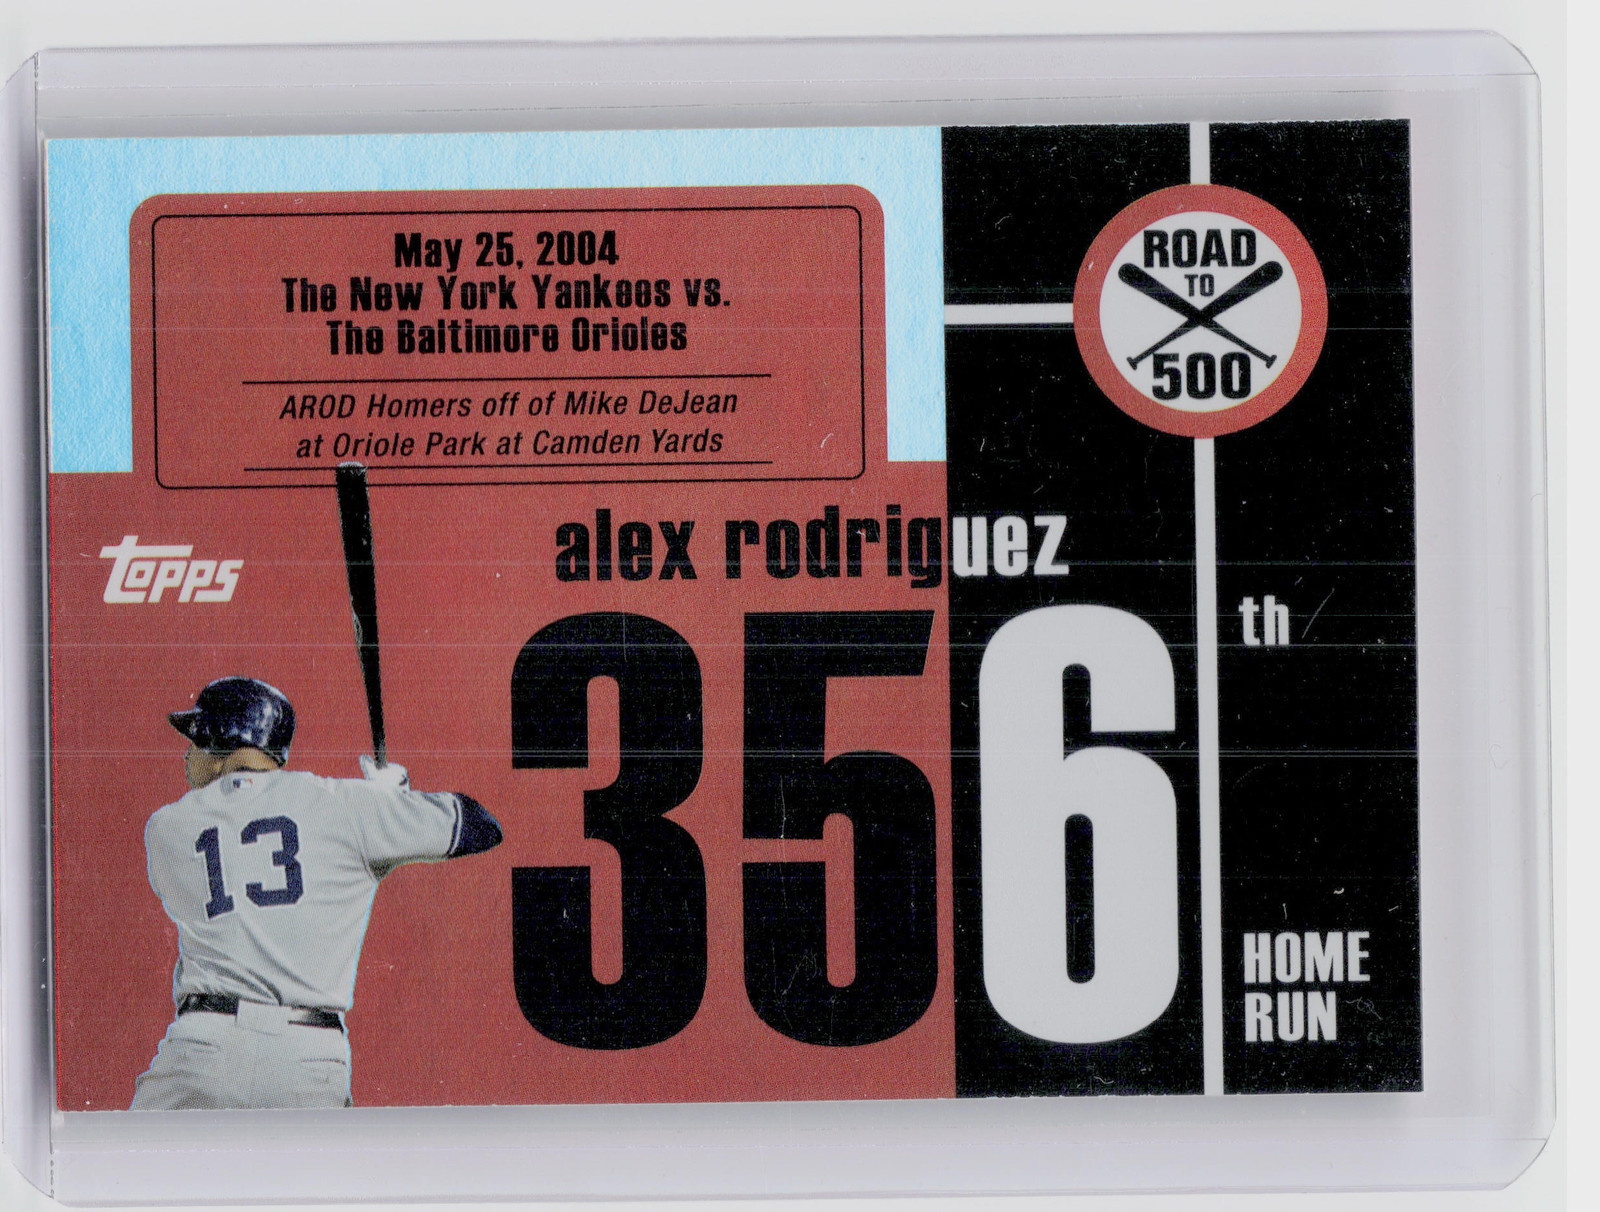 May 25, 2004
The New York Yankees vs.
The Baltimore Orioles
AROD Homers off of Mike DeJean
at Oriole Park at Camden Yards
ROAD
TO
500
Topps
alex rodriguez
356
th
HOME
RUN
13